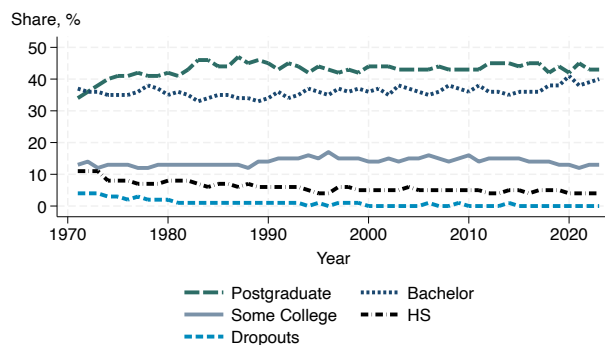 Share, %
50
40
30
20
10
0
1970 1980 1990 2000 2010 2020
Year
Postgraduate Bachelor
Some College HS
Dropouts